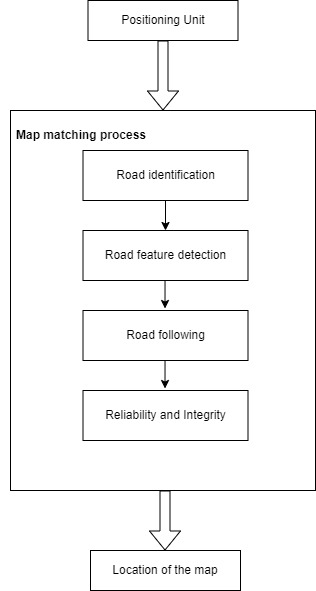 Positioning Unit
Map matching process
Road identification
Road feature detection
Road following
Reliability and Integrity
Location of the map